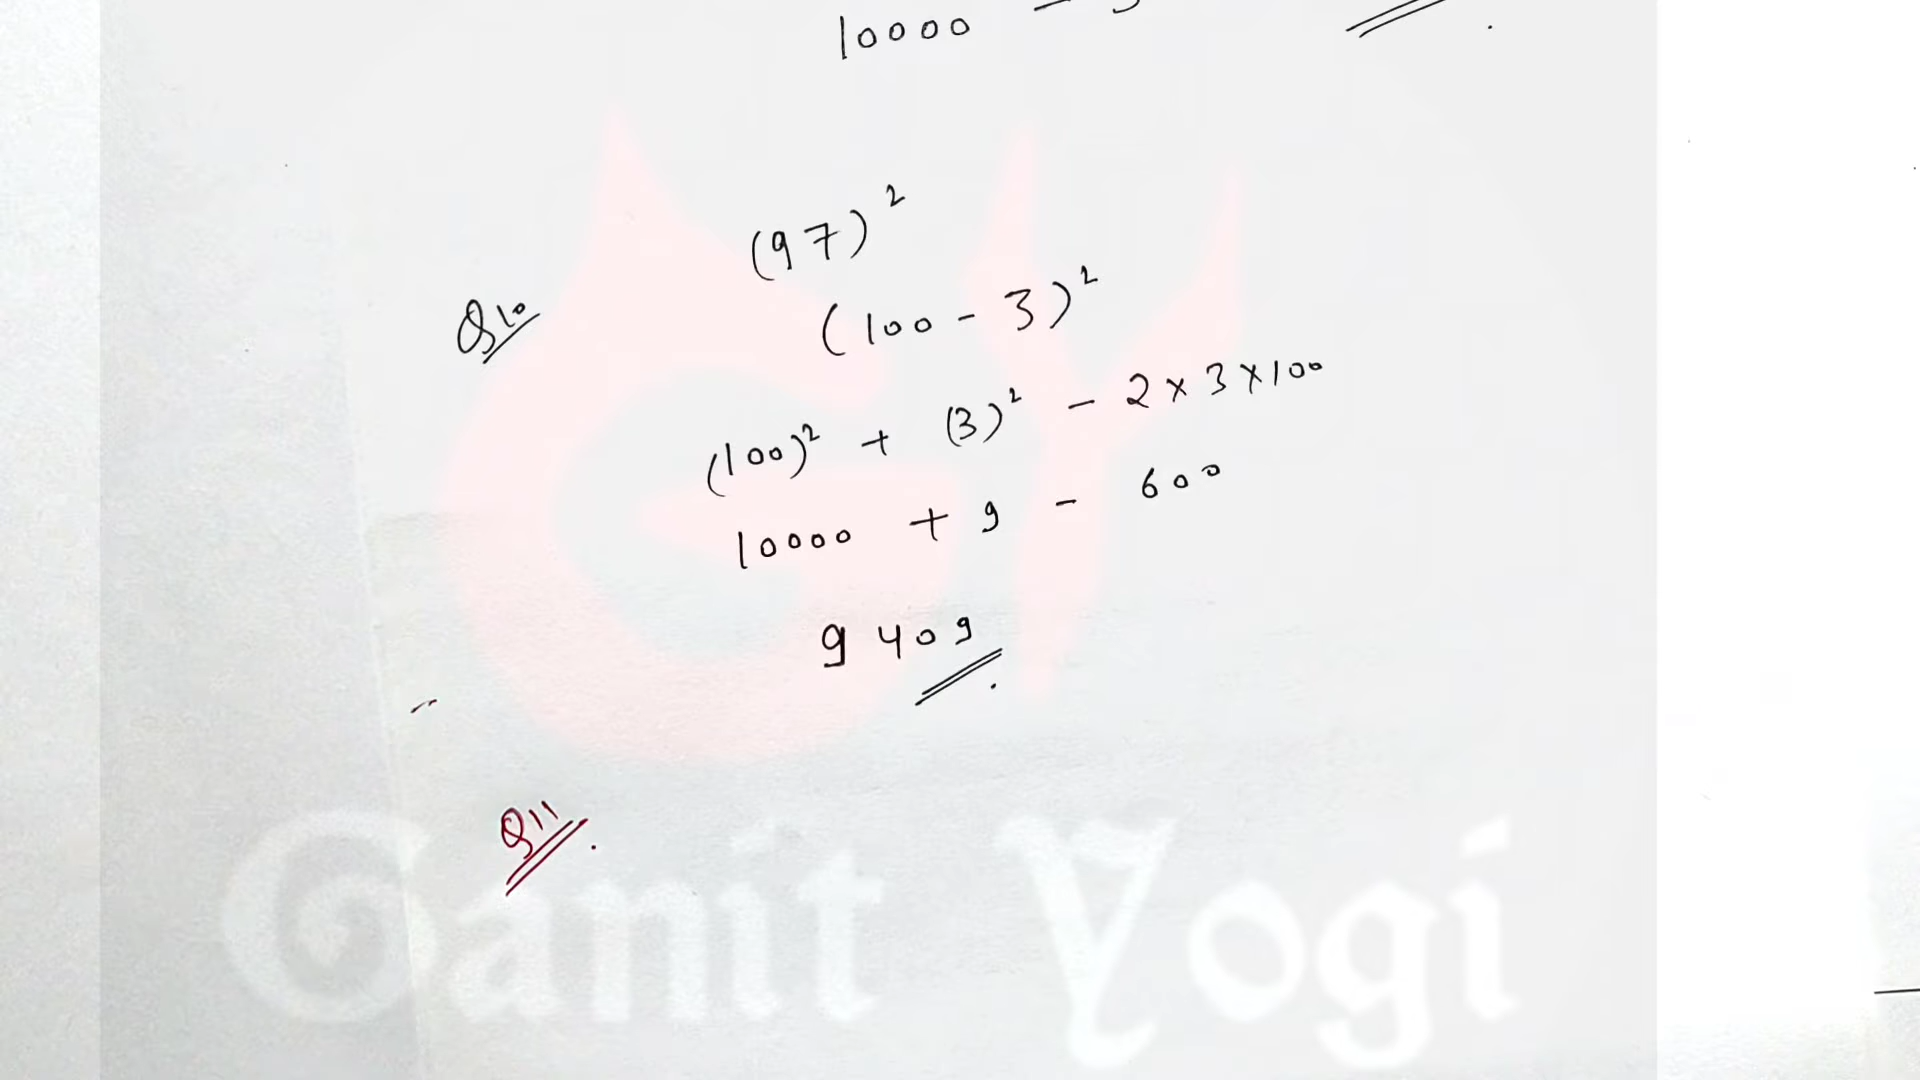 10000 -
(97)²
Q10
(100 - 3)²
(100)² + (3)² - 2 × 3 × 100
10000 + 9 - 600
9409
Q11.
Ganit Yogi